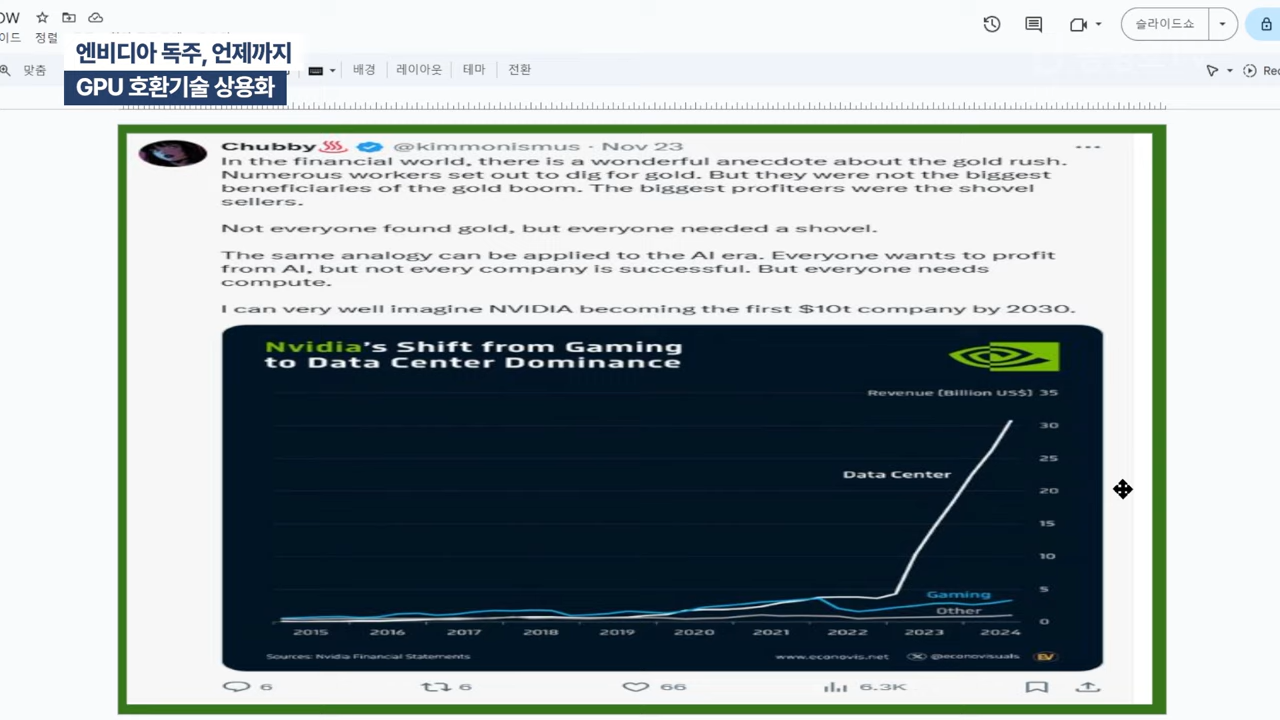 OW
이드
정렬
엔비디아 독주, 언제까지
GPU 호환기술 상용화
맞춤
배경
레이아웃
테마
전환
슬라이드쇼
Rec
Chubby♨️ @kimmonismus · Nov 23
In the financial world, there is a wonderful anecdote about the gold rush.
Numerous workers set out to dig for gold. But they were not the biggest
beneficiaries of the gold boom. The biggest profiteers were the shovel
sellers.
Not everyone found gold, but everyone needed a shovel.
The same analogy can be applied to the AI era. Everyone wants to profit
from AI, but not every company is successful. But everyone needs
compute.
I can very well imagine NVIDIA becoming the first $10t company by 2030.
Nvidia's Shift from Gaming
to Data Center Dominance
Revenue (Billion US$) 35
30
25
Data Center
20
15
10
5
Gaming
Other
0
2015 2016 2017 2018 2019 2020 2021 2022 2023 2024
Sources: Nvidia Financial Statements
www.econovis.net
@econovisuals
EV
6 6 66 6.3K